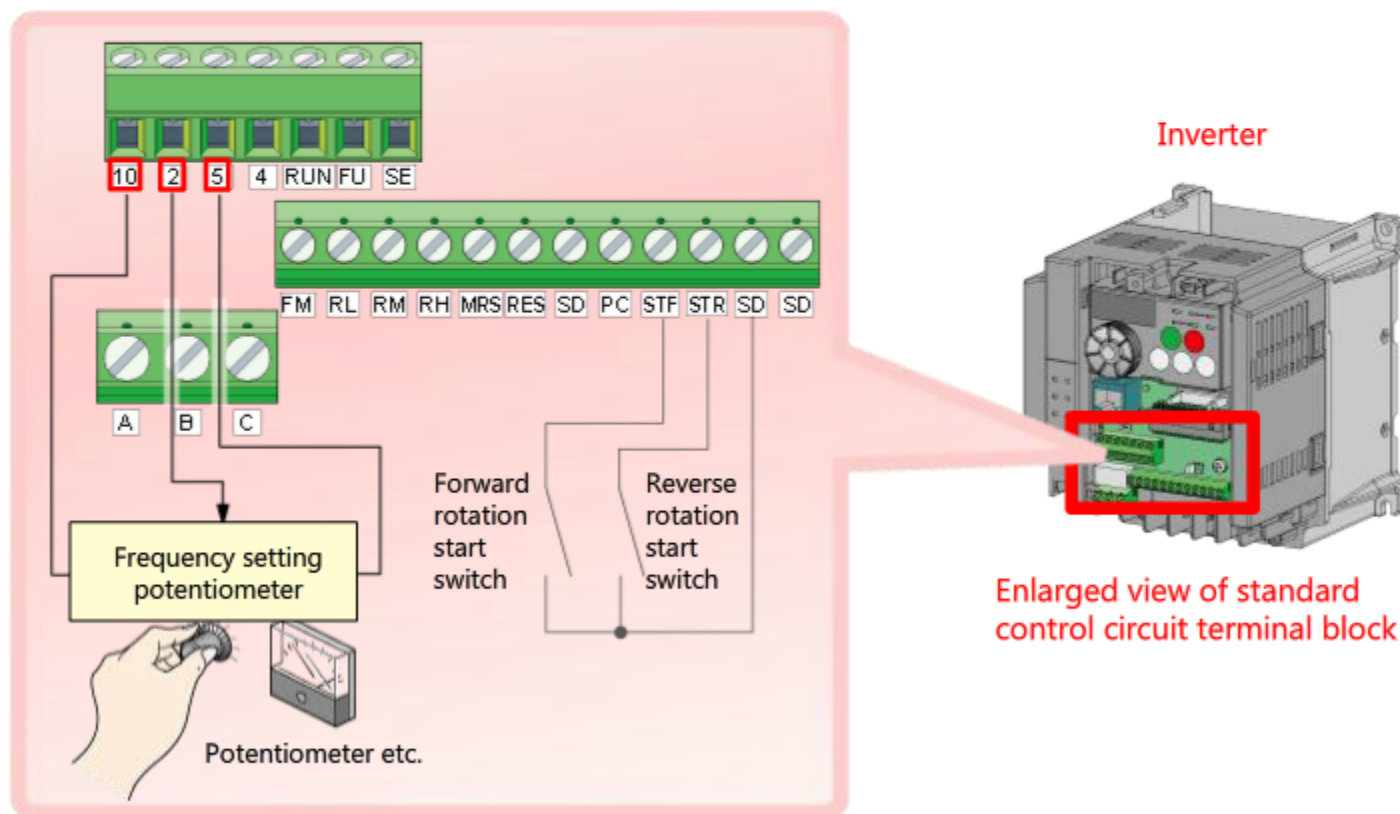 10 2 5 4 RUN FU SE
FM RL RM RH MRS RES SD PC STF STR SD SD
A B C
Frequency setting
potentiometer
Potentiometer etc.
Forward
rotation
start
switch
Reverse
rotation
start
switch
Inverter
Enlarged view of standard
control circuit terminal block